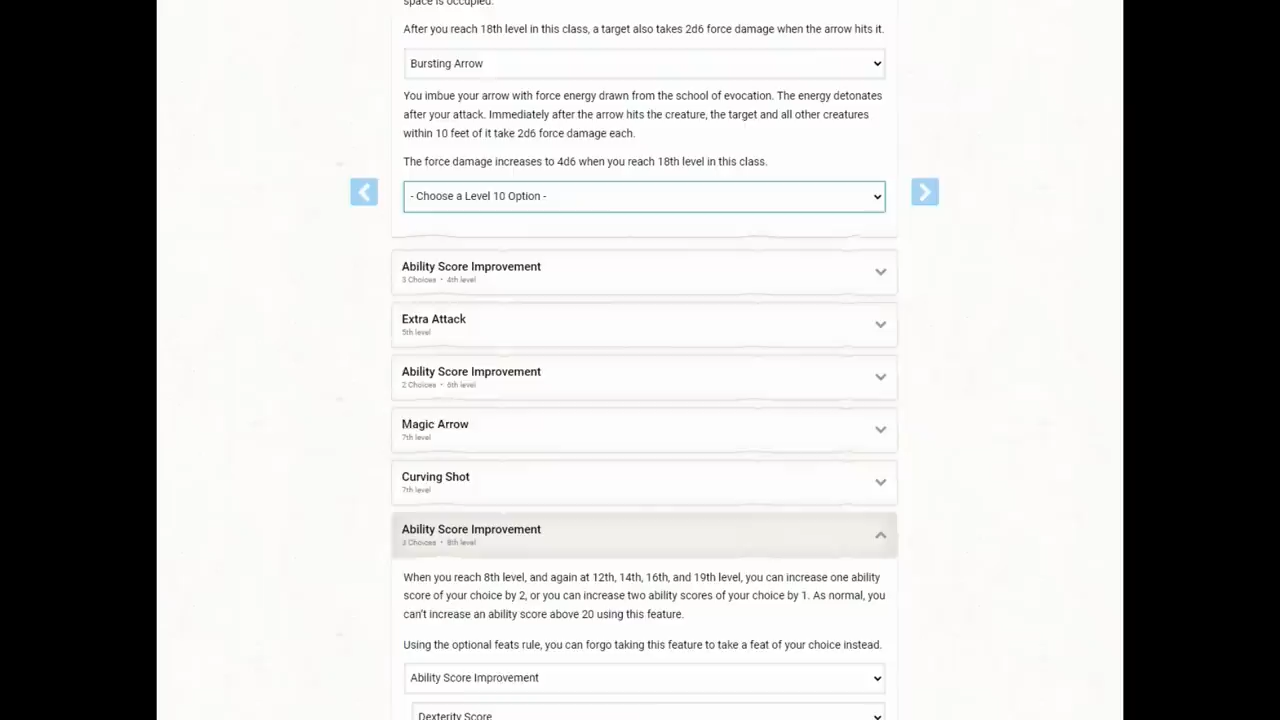 space is occupied.
After you reach 18th level in this class, a target also takes 2d6 force damage when the arrow hits it.
Bursting Arrow
You imbue your arrow with force energy drawn from the school of evocation. The energy detonates
after your attack. Immediately after the arrow hits the creature, the target and all other creatures
within 10 feet of it take 2d6 force damage each.
The force damage increases to 4d6 when you reach 18th level in this class.
- Choose a Level 10 Option -
Ability Score Improvement
3 Choices • 4th level
Extra Attack
5th level
Ability Score Improvement
2 Choices • 6th level
Magic Arrow
7th level
Curving Shot
7th level
Ability Score Improvement
3 Choices • 8th level
When you reach 8th level, and again at 12th, 14th, 16th, and 19th level, you can increase one ability
score of your choice by 2, or you can increase two ability scores of your choice by 1. As normal, you
can't increase an ability score above 20 using this feature.
Using the optional feats rule, you can forgo taking this feature to take a feat of your choice instead.
Ability Score Improvement
Dexterity Score